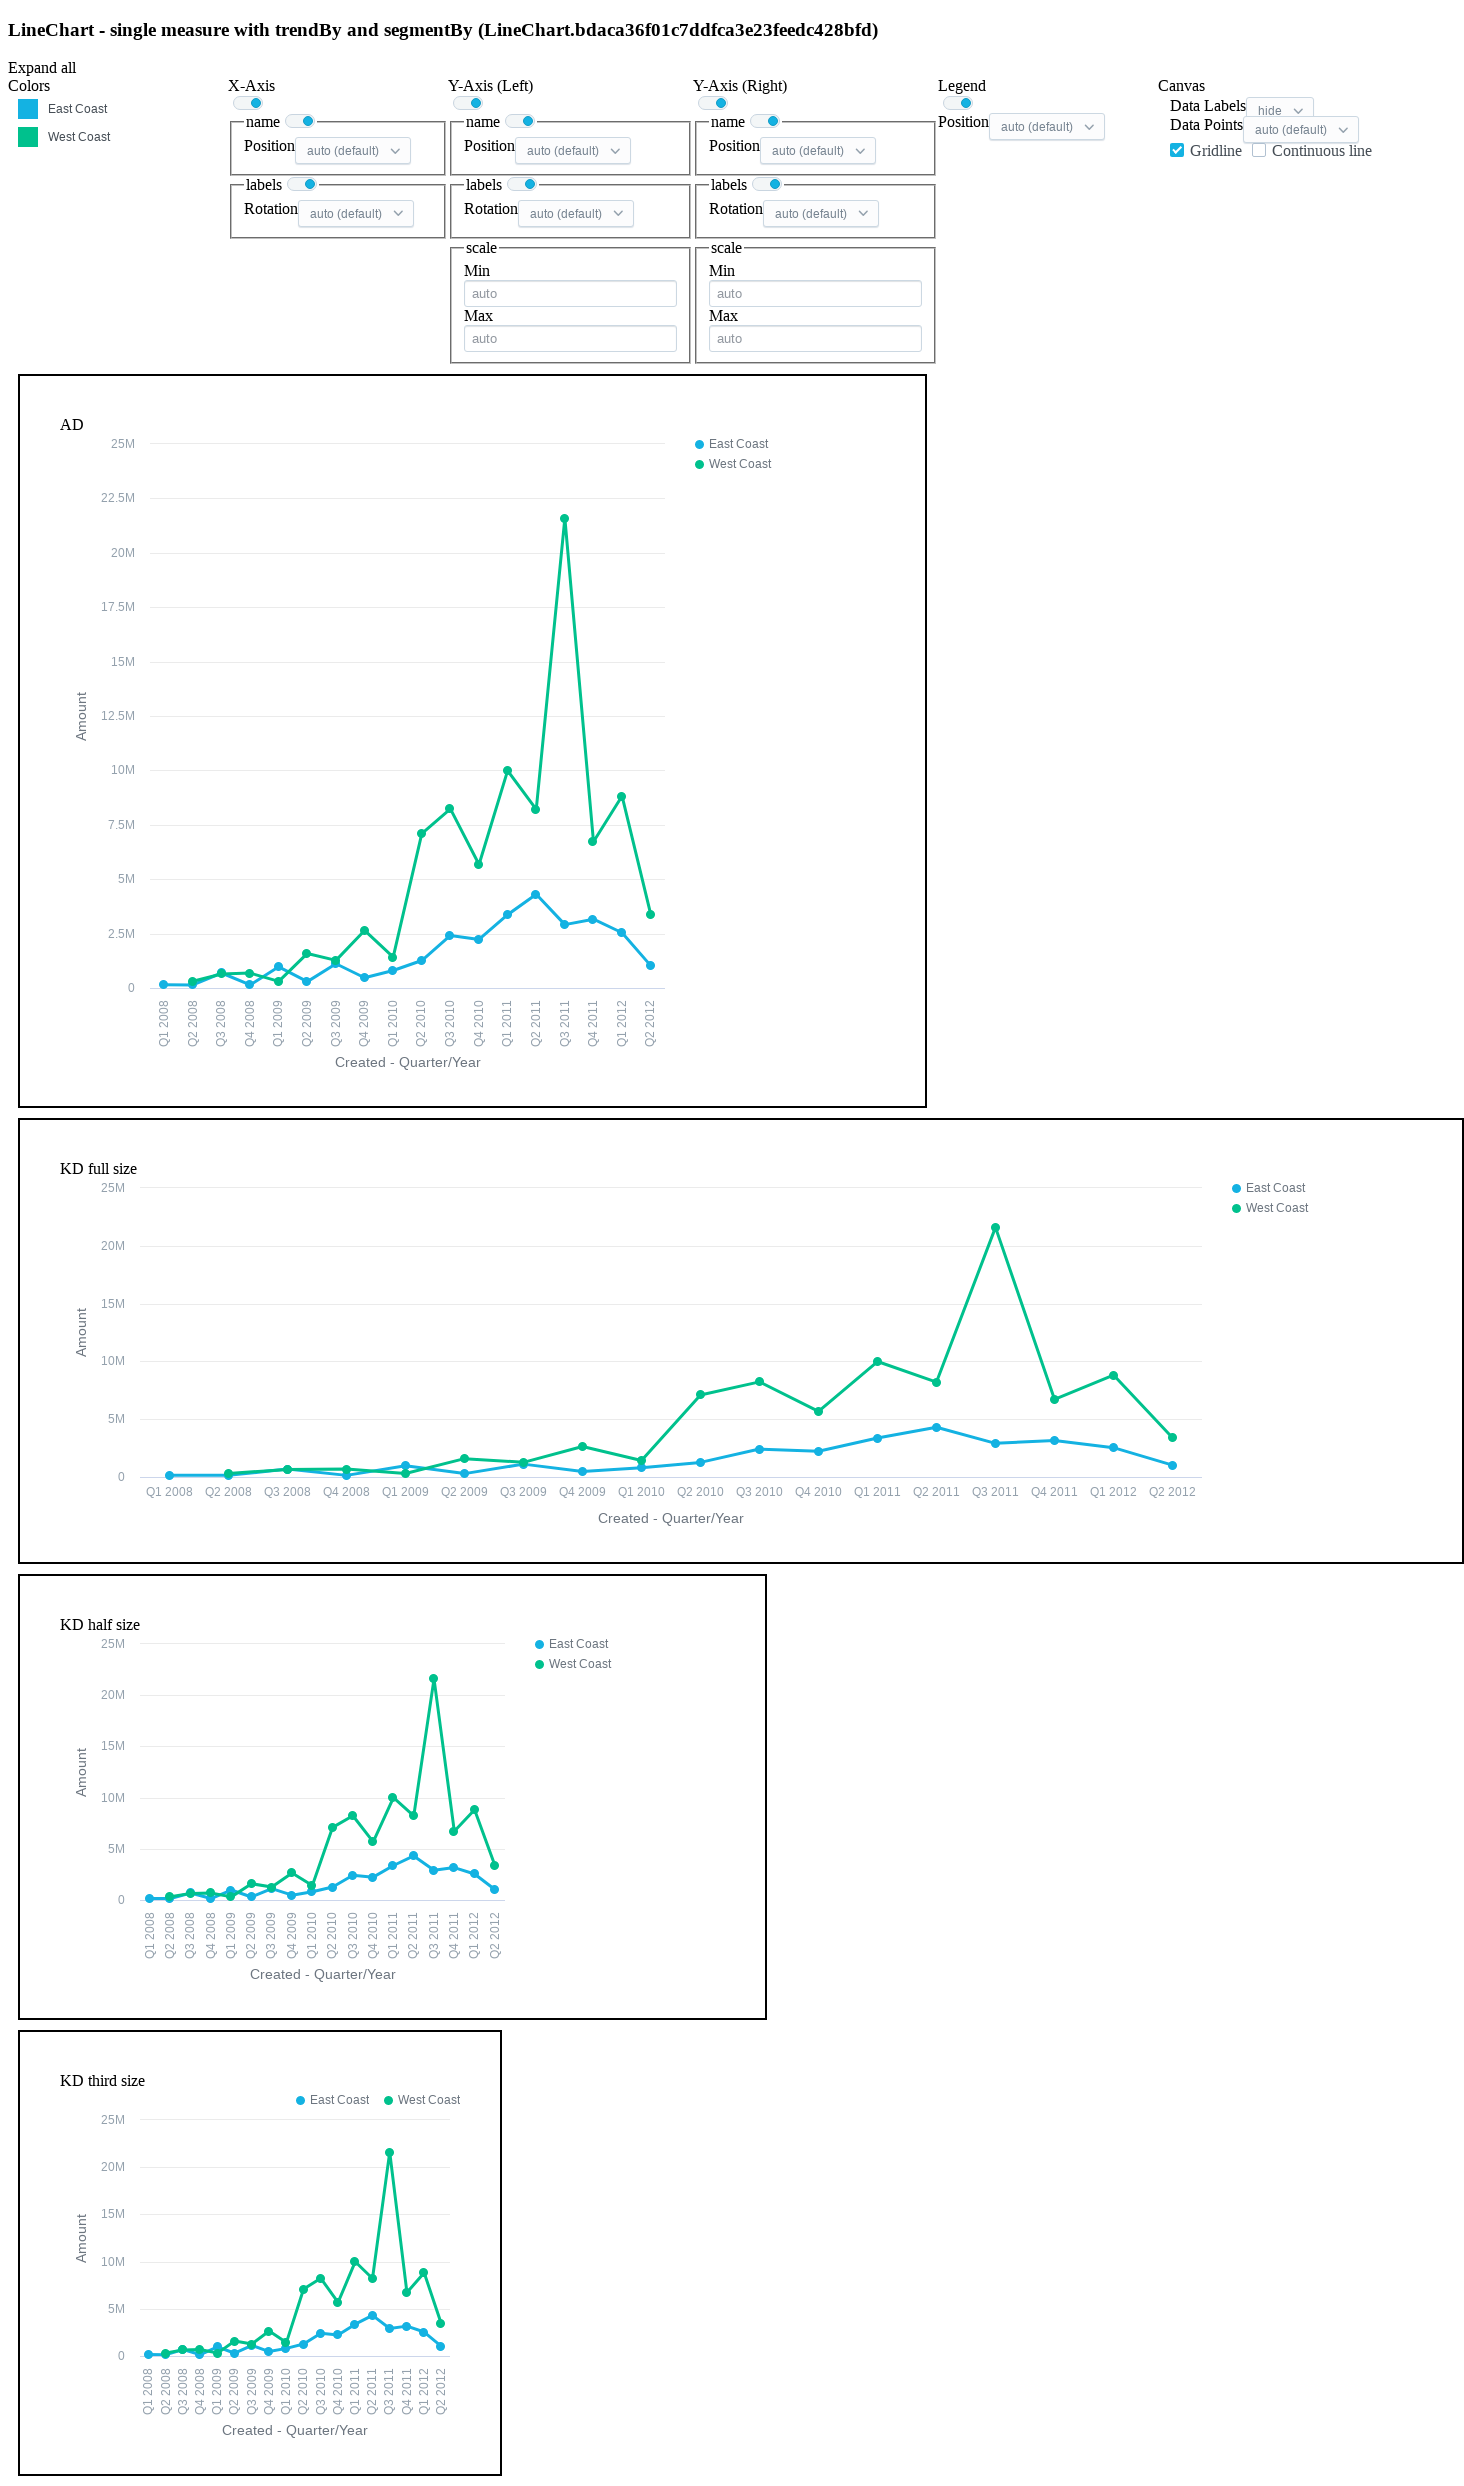 LineChart - single measure with trendBy and segmentBy (LineChart.bdaca36f01c7ddfca3e23feedc428bfd)
Expand all
Colors
East Coast
West Coast
X-Axis
name
Position auto (default)
labels
Rotation auto (default)
Y-Axis (Left)
name
Position auto (default)
labels
Rotation auto (default)
scale
Min
auto
Max
auto
Y-Axis (Right)
name
Position auto (default)
labels
Rotation auto (default)
scale
Min
auto
Max
auto
Legend
Position auto (default)
Canvas
Data Labels hide
Data Points auto (default)
Gridline Continuous line
AD
25M
22.5M
20M
17.5M
15M
12.5M
10M
7.5M
5M
2.5M
0
Amount
Q1 2008 Q2 2008 Q3 2008 Q4 2008 Q1 2009 Q2 2009 Q3 2009 Q4 2009 Q1 2010 Q2 2010 Q3 2010 Q4 2010 Q1 2011 Q2 2011 Q3 2011 Q4 2011 Q1 2012 Q2 2012
Created - Quarter/Year
East Coast
West Coast
KD full size
25M
20M
15M
10M
5M
0
Amount
Q1 2008 Q2 2008 Q3 2008 Q4 2008 Q1 2009 Q2 2009 Q3 2009 Q4 2009 Q1 2010 Q2 2010 Q3 2010 Q4 2010 Q1 2011 Q2 2011 Q3 2011 Q4 2011 Q1 2012 Q2 2012
Created - Quarter/Year
East Coast
West Coast
KD half size
25M
20M
15M
10M
5M
0
Amount
Q1 2008 Q2 2008 Q3 2008 Q4 2008 Q1 2009 Q2 2009 Q3 2009 Q4 2009 Q1 2010 Q2 2010 Q3 2010 Q4 2010 Q1 2011 Q2 2011 Q3 2011 Q4 2011 Q1 2012 Q2 2012
Created - Quarter/Year
East Coast
West Coast
KD third size
East Coast West Coast
25M
20M
15M
10M
5M
0
Amount
Q1 2008 Q2 2008 Q3 2008 Q4 2008 Q1 2009 Q2 2009 Q3 2009 Q4 2009 Q1 2010 Q2 2010 Q3 2010 Q4 2010 Q1 2011 Q2 2011 Q3 2011 Q4 2011 Q1 2012 Q2 2012
Created - Quarter/Year